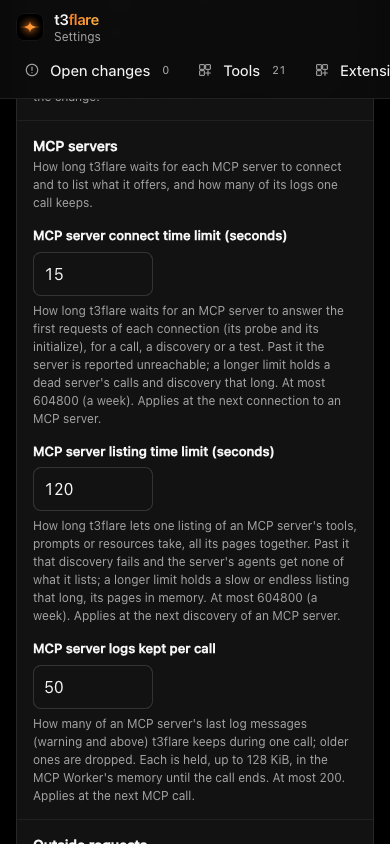 t3flare
Settings
Open changes 0 Tools 21 Extensi
the change.
MCP servers
How long t3flare waits for each MCP server to connect
and to list what it offers, and how many of its logs one
call keeps.
MCP server connect time limit (seconds)
15
How long t3flare waits for an MCP server to answer the
first requests of each connection (its probe and its
initialize), for a call, a discovery or a test. Past it the
server is reported unreachable; a longer limit holds a
dead server's calls and discovery that long. At most
604800 (a week). Applies at the next connection to an
MCP server.
MCP server listing time limit (seconds)
120
How long t3flare lets one listing of an MCP server's tools,
prompts or resources take, all its pages together. Past it
that discovery fails and the server's agents get none of
what it lists; a longer limit holds a slow or endless listing
that long, its pages in memory. At most 604800 (a
week). Applies at the next discovery of an MCP server.
MCP server logs kept per call
50
How many of an MCP server's last log messages
(warning and above) t3flare keeps during one call; older
ones are dropped. Each is held, up to 128 KiB, in the
MCP Worker's memory until the call ends. At most 200.
Applies at the next MCP call.
Outside requests